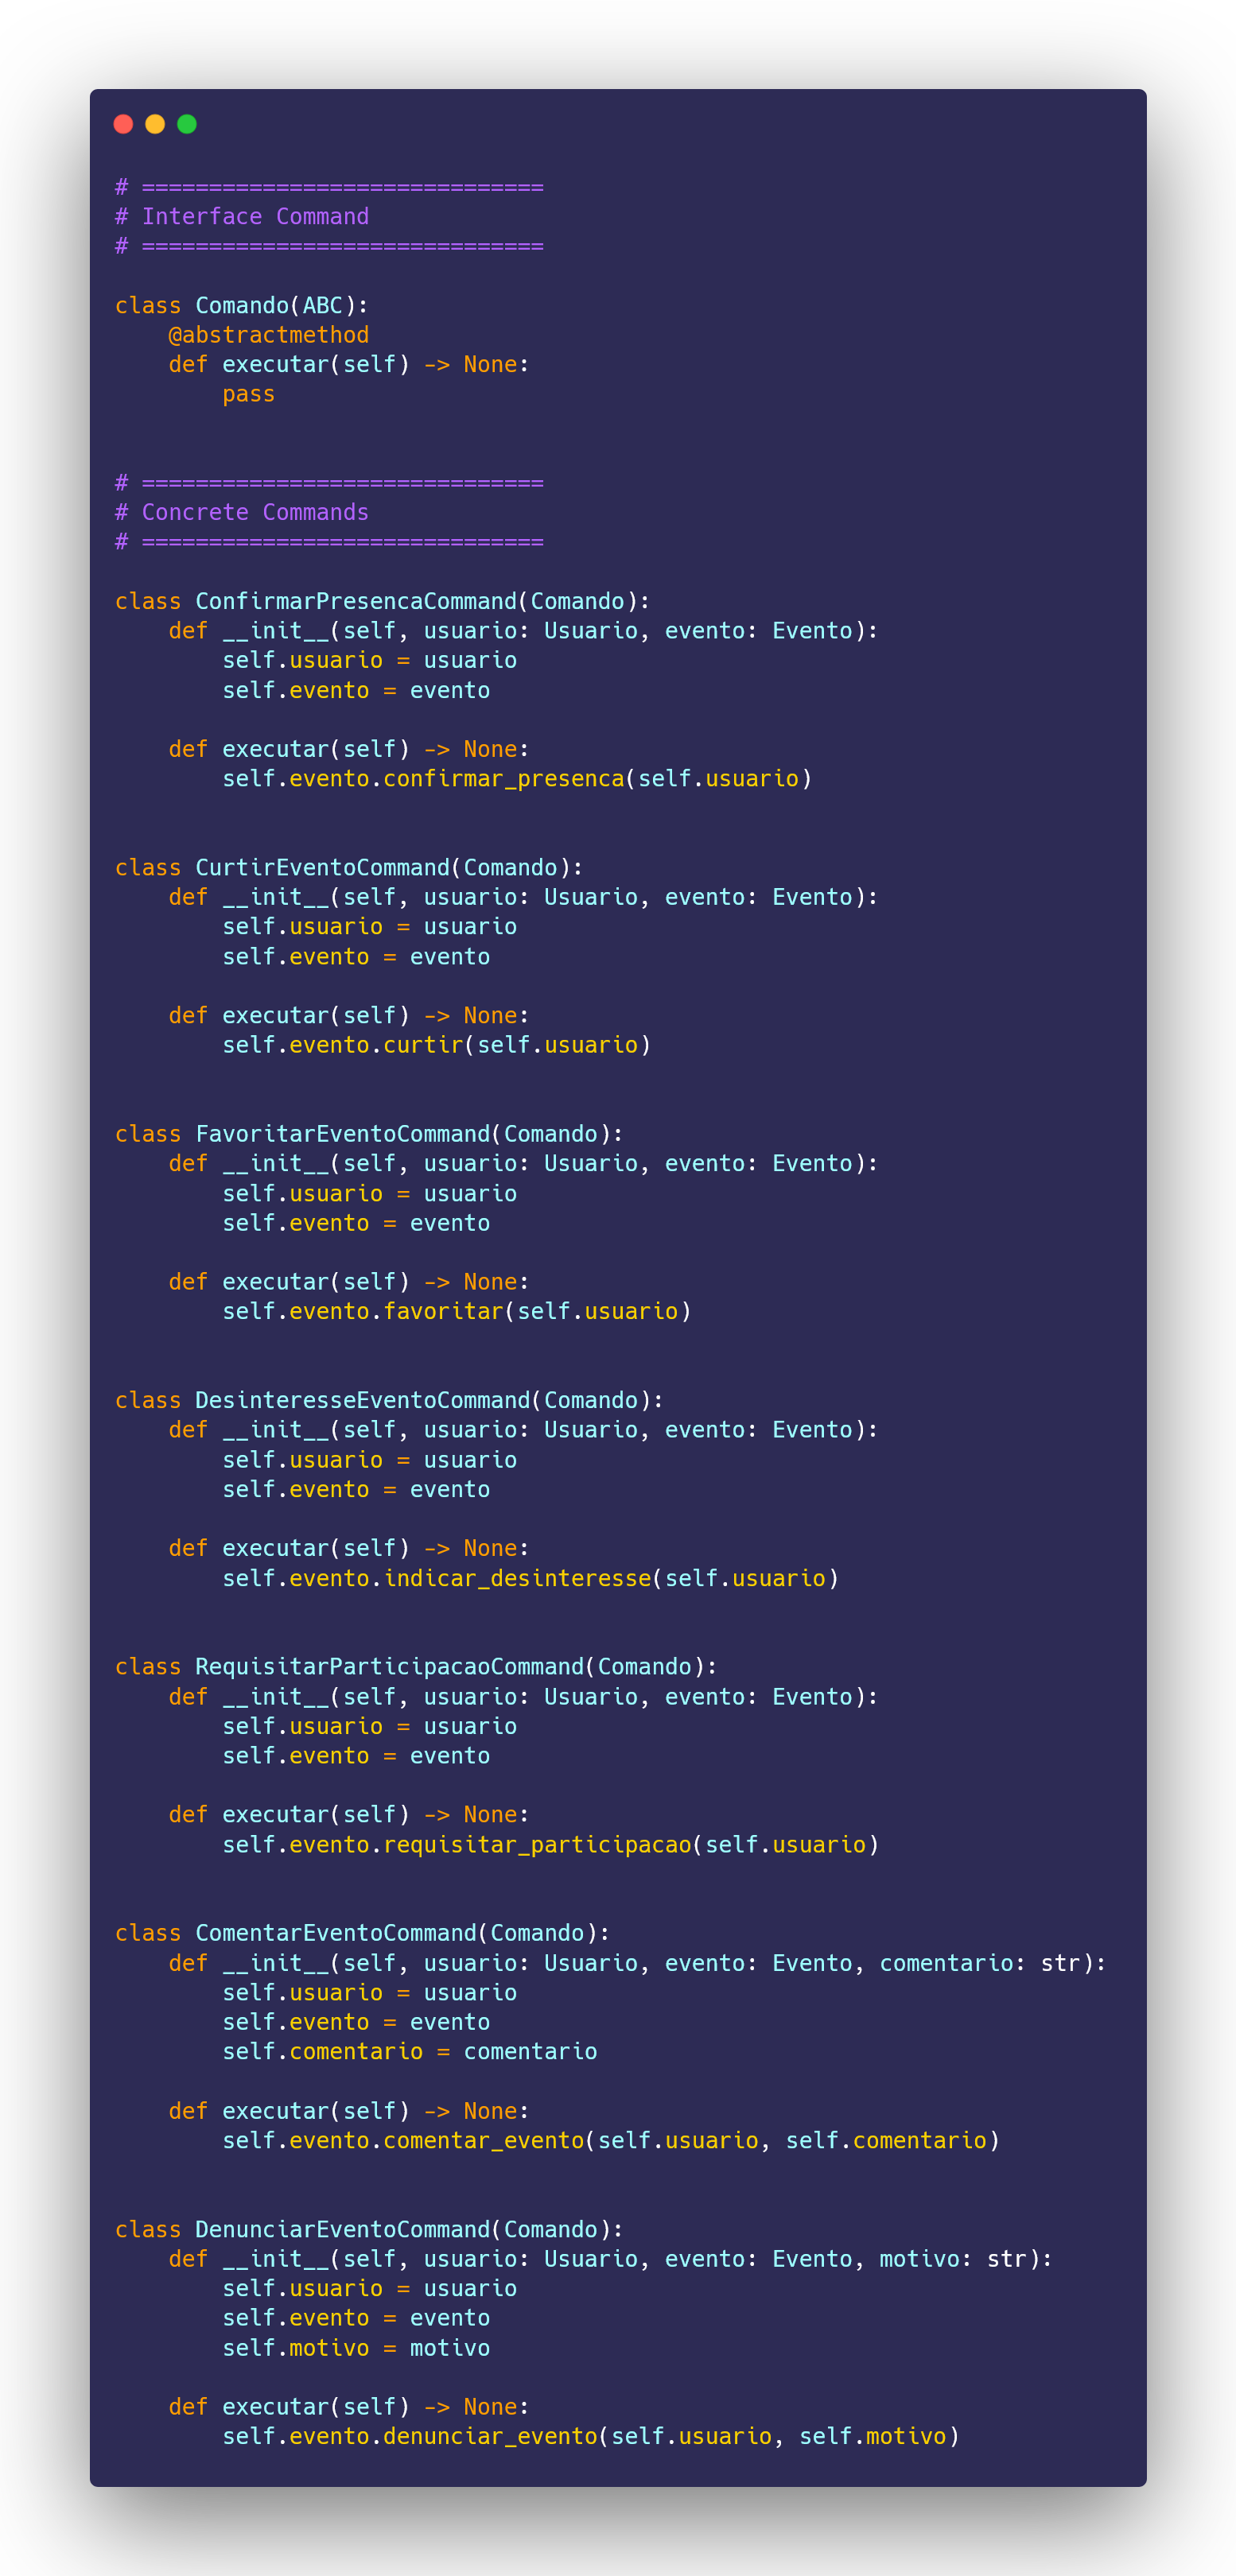 # ==============================
# Interface Command
# ==============================

class Comando(ABC):
    @abstractmethod
    def executar(self) -> None:
        pass


# ==============================
# Concrete Commands
# ==============================

class ConfirmarPresencaCommand(Comando):
    def __init__(self, usuario: Usuario, evento: Evento):
        self.usuario = usuario
        self.evento = evento

    def executar(self) -> None:
        self.evento.confirmar_presenca(self.usuario)


class CurtirEventoCommand(Comando):
    def __init__(self, usuario: Usuario, evento: Evento):
        self.usuario = usuario
        self.evento = evento

    def executar(self) -> None:
        self.evento.curtir(self.usuario)


class FavoritarEventoCommand(Comando):
    def __init__(self, usuario: Usuario, evento: Evento):
        self.usuario = usuario
        self.evento = evento

    def executar(self) -> None:
        self.evento.favoritar(self.usuario)


class DesinteresseEventoCommand(Comando):
    def __init__(self, usuario: Usuario, evento: Evento):
        self.usuario = usuario
        self.evento = evento

    def executar(self) -> None:
        self.evento.indicar_desinteresse(self.usuario)


class RequisitarParticipacaoCommand(Comando):
    def __init__(self, usuario: Usuario, evento: Evento):
        self.usuario = usuario
        self.evento = evento

    def executar(self) -> None:
        self.evento.requisitar_participacao(self.usuario)


class ComentarEventoCommand(Comando):
    def __init__(self, usuario: Usuario, evento: Evento, comentario: str):
        self.usuario = usuario
        self.evento = evento
        self.comentario = comentario

    def executar(self) -> None:
        self.evento.comentar_evento(self.usuario, self.comentario)


class DenunciarEventoCommand(Comando):
    def __init__(self, usuario: Usuario, evento: Evento, motivo: str):
        self.usuario = usuario
        self.evento = evento
        self.motivo = motivo

    def executar(self) -> None:
        self.evento.denunciar_evento(self.usuario, self.motivo)